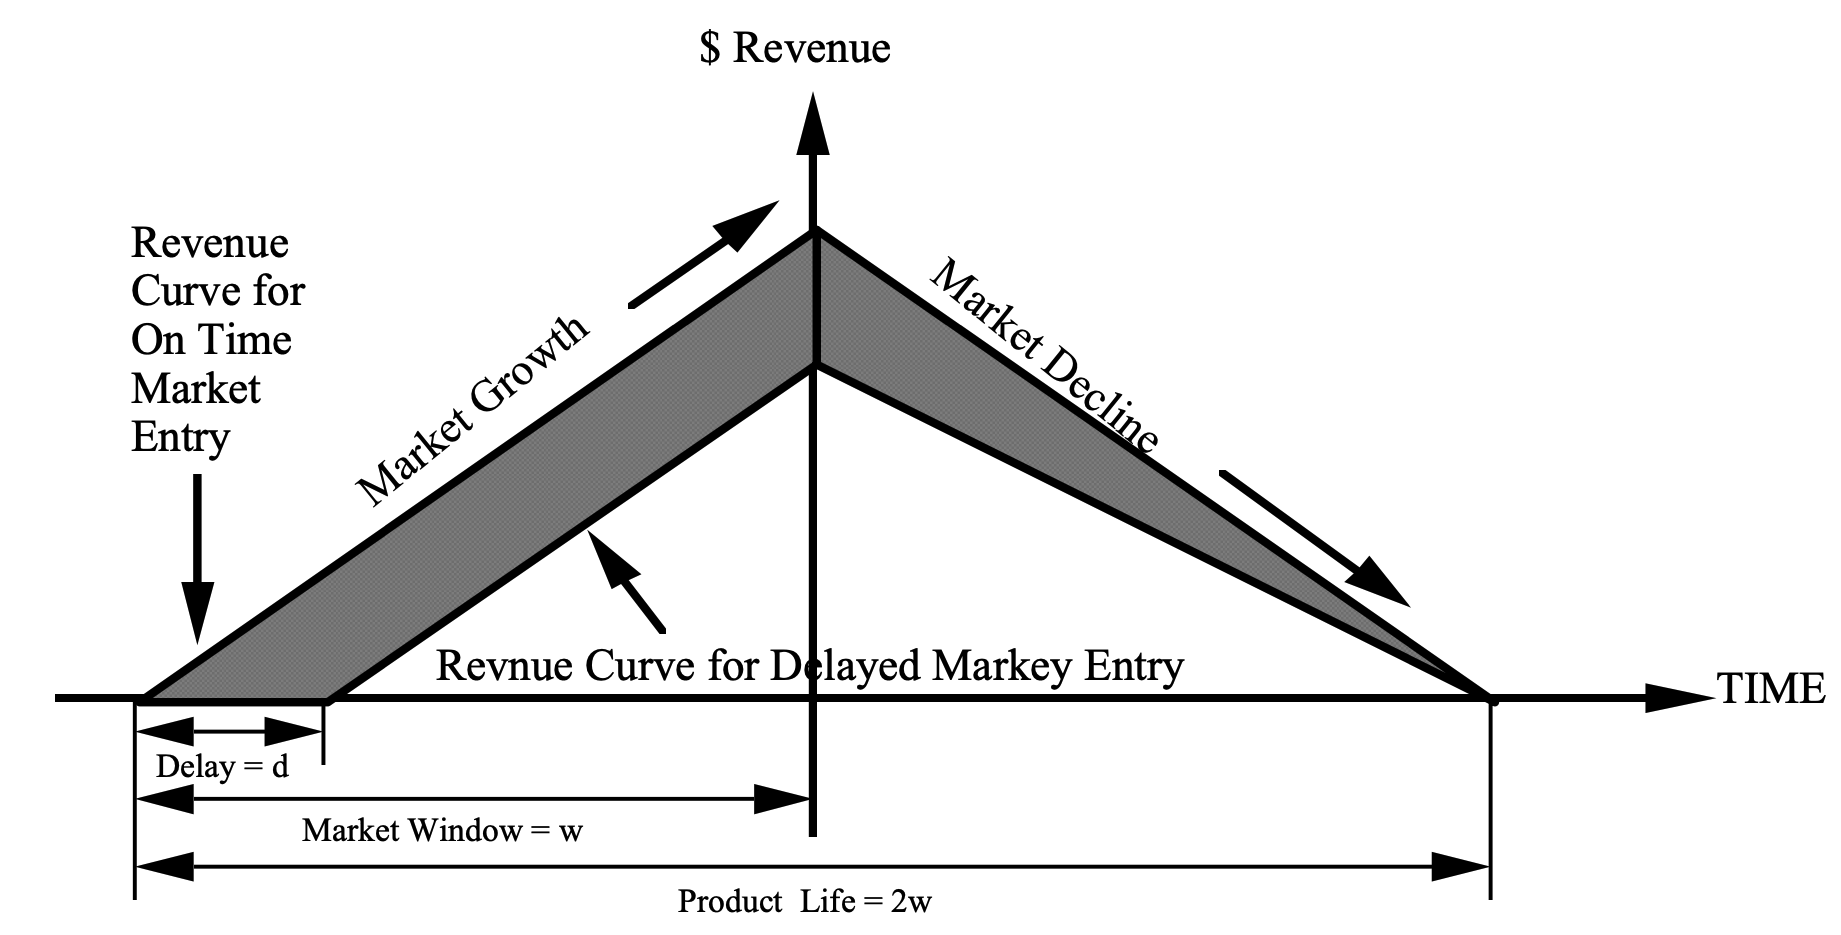 $ Revenue
Revenue
Curve for
On Time
Market
Entry
Market Growth
Market Decline
Revnue Curve for Delayed Markey Entry
TIME
Delay = d
Market Window = w
Product Life = 2w